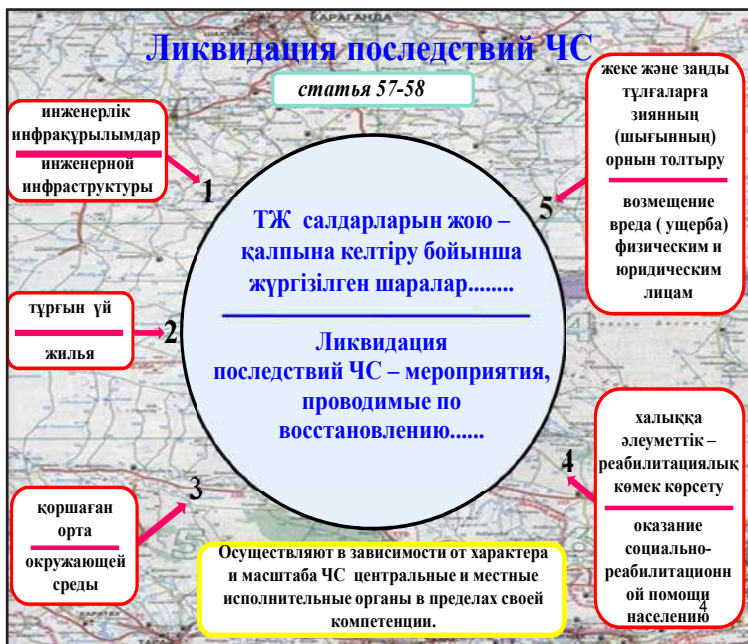 КАРАГАНДА
Ликвидация последствий ЧС
статья 57-58
инженерлік
инфрақұрылымдар
инженерной
инфраструктуры
1
тұрғын үй
жилья
2
қоршаған
орта
окружающей
среды
3
ТЖ салдарларын жою –
қалпына келтіру бойынша
жүргізілген шаралар........
Ликвидация
последствий ЧС – мероприятия,
проводимые по
восстановлению......
жеке және заңды
тұлғаларға
зиянның
(шығынның)
орнын толтыру
возмещение
вреда ( ущерба)
физическим и
юридическим
лицам
5
халыққа
әлеуметтік –
реабилитациялық
көмек көрсету
оказание
социально-
реабилитационн
ой помощи
населению
4
Осуществляют в зависимости от характера
и масштаба ЧС центральные и местные
исполнительные органы в пределах своей
компетенции.
4